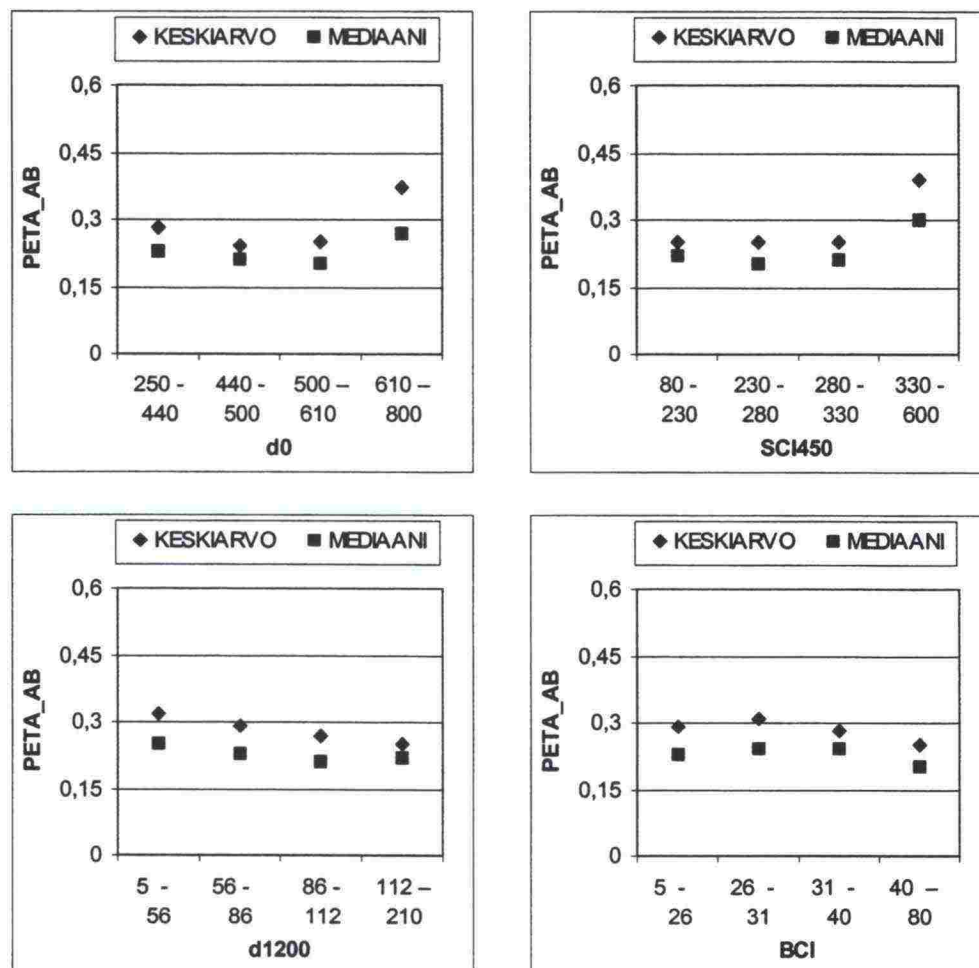 ◆ KESKIARVO ■ MEDIAANI
0,6
0,45
0,3
0,15
0
PETA_AB
250 - 440 - 500 – 610 –
440 500 610 800
d0
◆ KESKIARVO ■ MEDIAANI
0,6
0,45
0,3
0,15
0
PETA_AB
80 - 230 - 280 - 330 -
230 280 330 600
SCI450
◆ KESKIARVO ■ MEDIAANI
0,6
0,45
0,3
0,15
0
PETA_AB
5 - 56 - 86 - 112 –
56 86 112 210
d1200
◆ KESKIARVO ■ MEDIAANI
0,6
0,45
0,3
0,15
0
PETA_AB
5 - 26 - 31 - 40 –
26 31 40 80
BCI